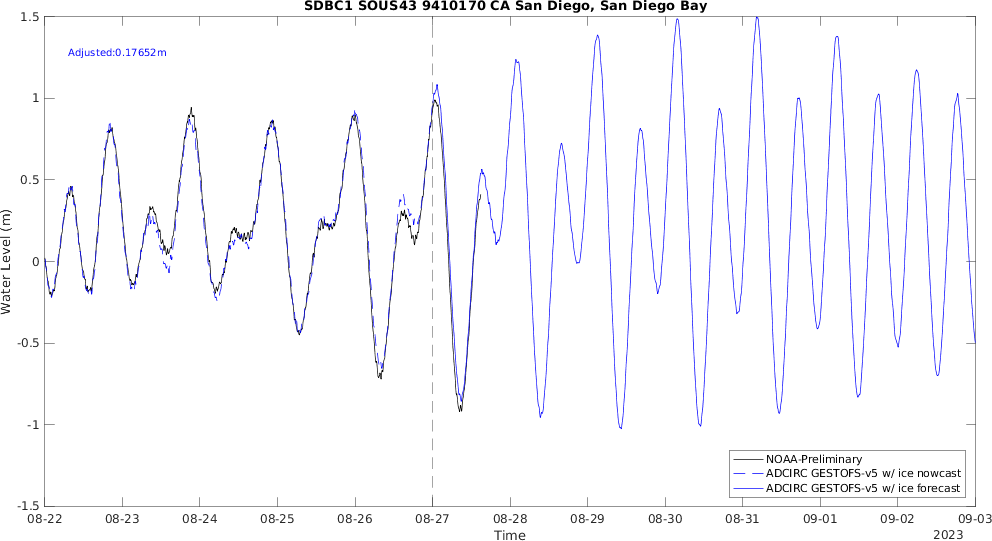 SDBC1 SOUS43 9410170 CA San Diego, San Diego Bay
Adjusted:0.17652m
1.5
1
0.5
0
-0.5
-1
-1.5
Water Level (m)
NOAA-Preliminary
ADCIRC GESTOFS-v5 w/ ice nowcast
ADCIRC GESTOFS-v5 w/ ice forecast
08-22 08-23 08-24 08-25 08-26 08-27 08-28 08-29 08-30 08-31 09-01 09-02 09-03
Time
2023